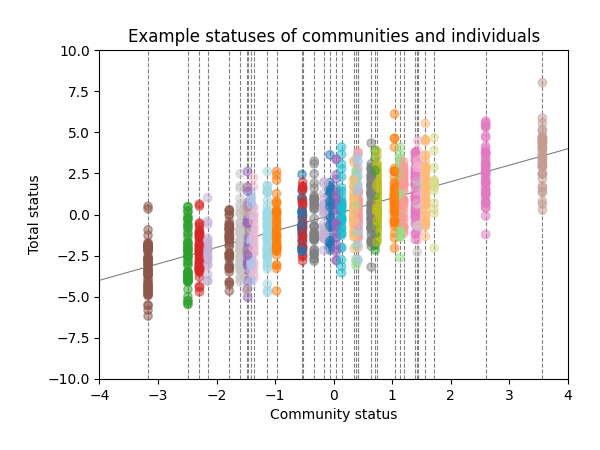 Example statuses of communities and individuals
10.0
7.5
5.0
2.5
0.0
−2.5
−5.0
−7.5
−10.0
Total status
−4 −3 −2 −1 0 1 2 3 4
Community status